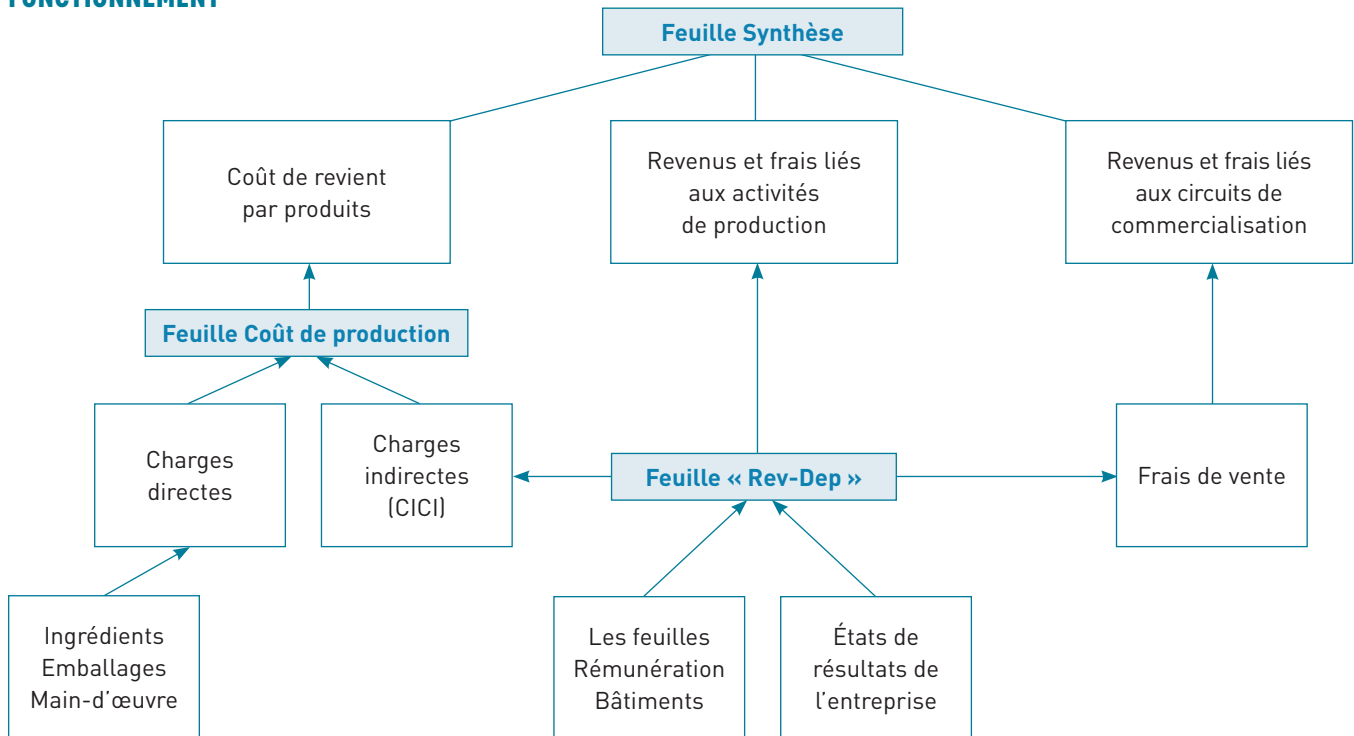 FONCTIONNEMENT
Feuille Synthèse
Coût de revient
par produits
Revenus et frais liés
aux activités
de production
Revenus et frais liés
aux circuits de
commercialisation
Feuille Coût de production
Charges
directes
Charges
indirectes
(CICI)
Feuille « Rev-Dep »
Frais de vente
Ingrédients
Emballages
Main-d'œuvre
Les feuilles
Rémunération
Bâtiments
États de
résultats de
l'entreprise